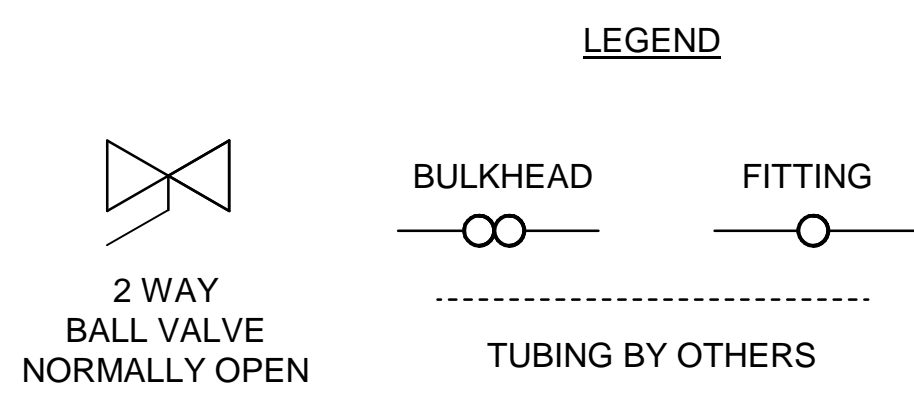 LEGEND
BULKHEAD
FITTING
2 WAY
BALL VALVE
NORMALLY OPEN
TUBING BY OTHERS